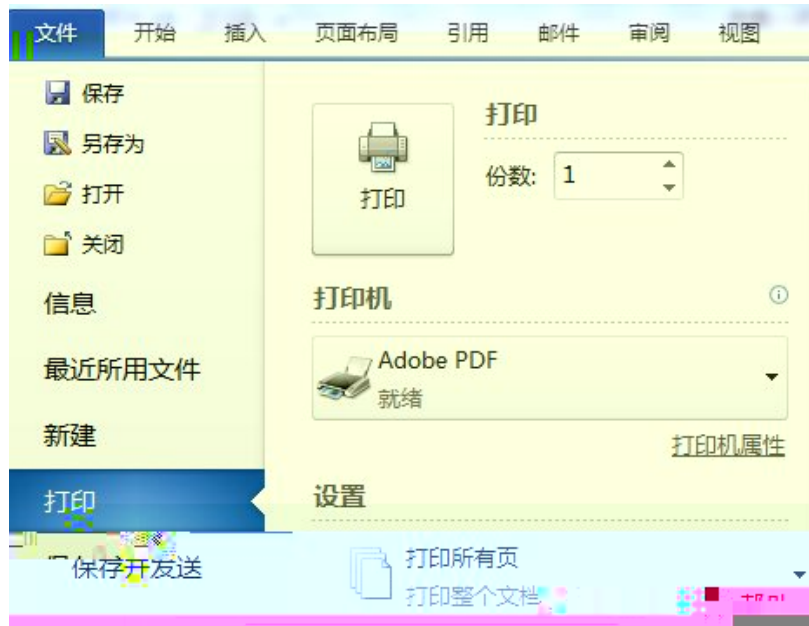 文件 开始 插入 页面布局 引用 邮件 审阅 视图
保存
另存为
打开
关闭
信息
最近所用文件
新建
打印
保存并发送
打印
打印
份数: 1
打印机
Adobe PDF
就绪
打印机属性
设置
打印所有页
打印整个文档